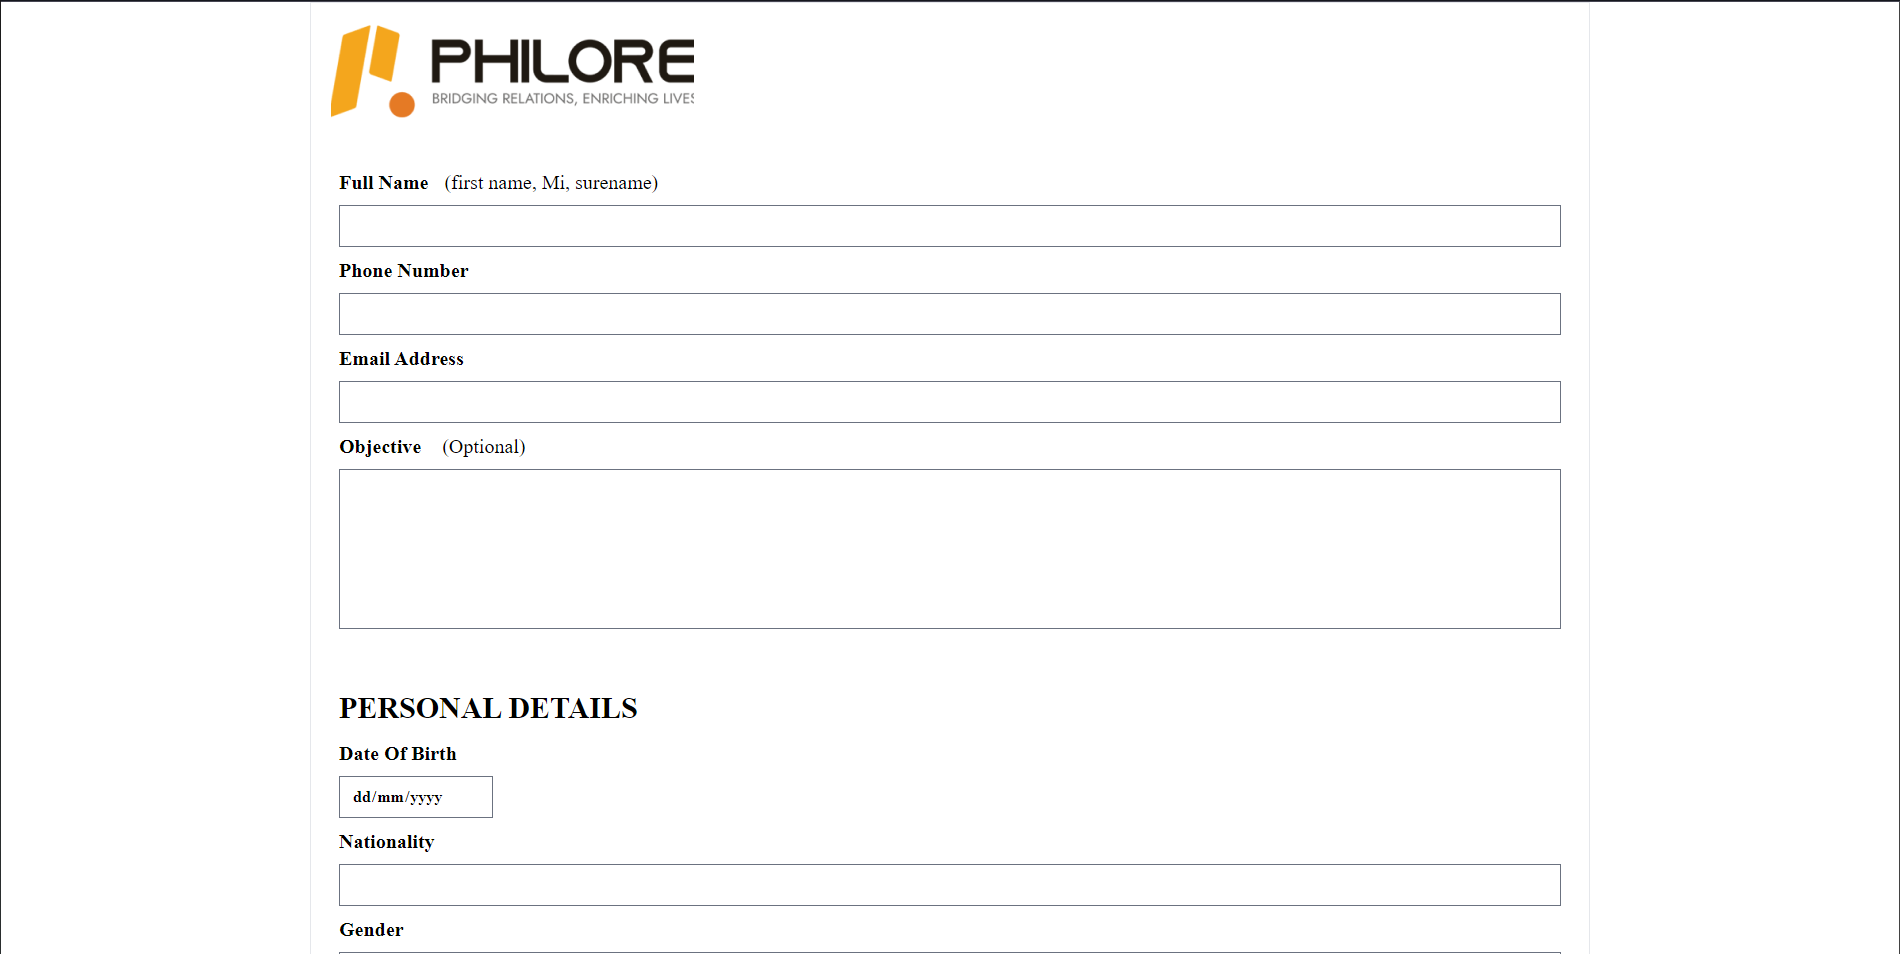 PHILORE
BRIDGING RELATIONS, ENRICHING LIVES
Full Name (first name, Mi, surename)
Phone Number
Email Address
Objective (Optional)
PERSONAL DETAILS
Date Of Birth
dd/mm/yyyy
Nationality
Gender